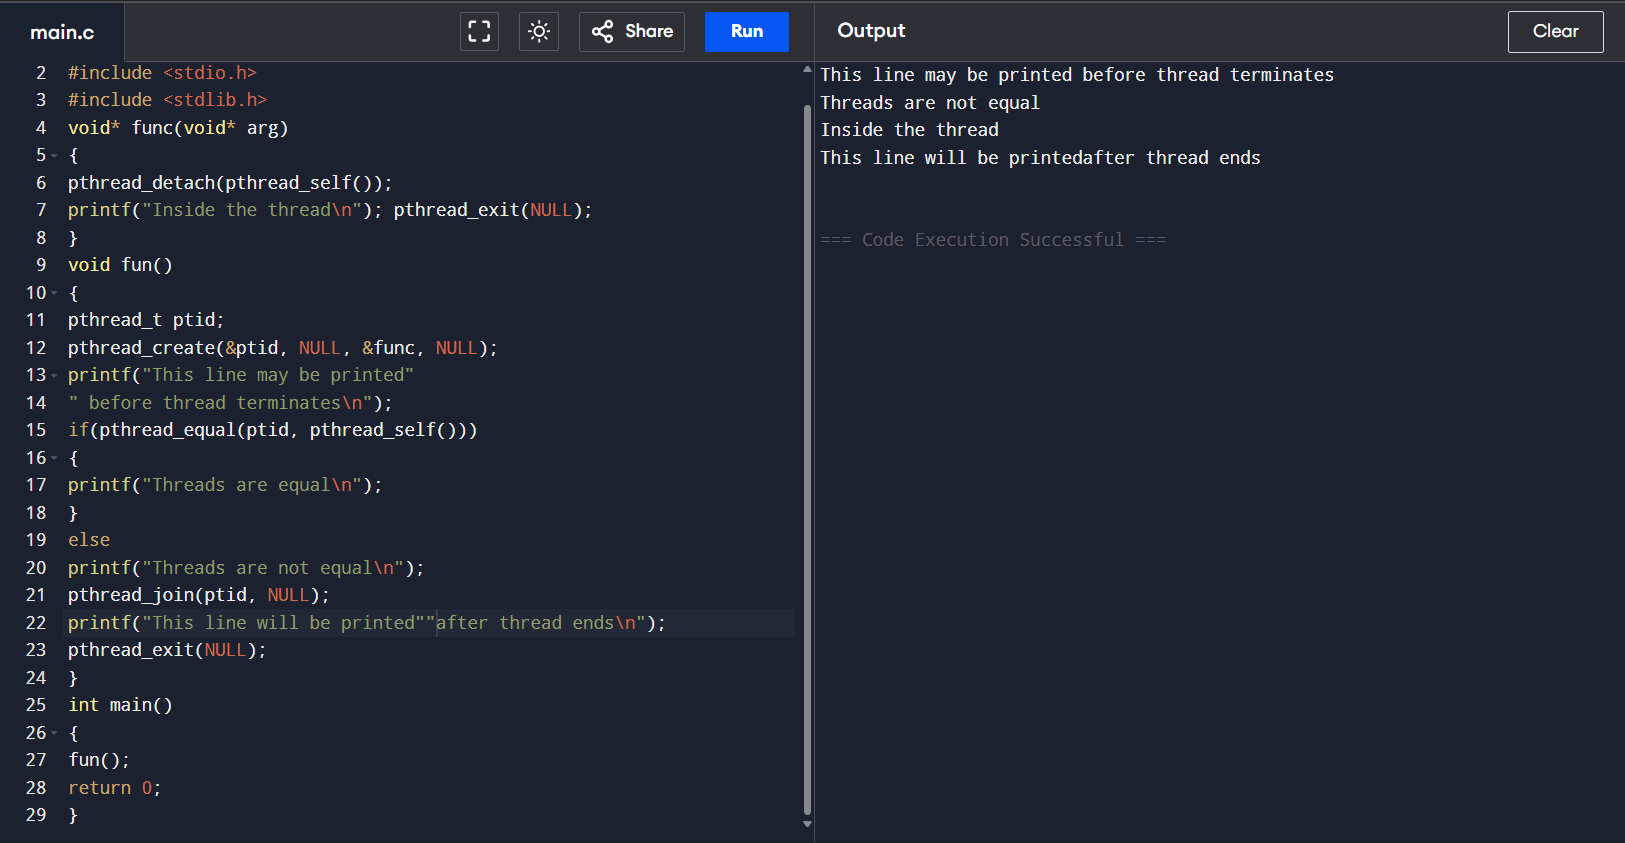 main.c
Share
Run
2 #include <stdio.h>
3 #include <stdlib.h>
4 void* func(void* arg)
5 {
6 pthread_detach(pthread_self());
7 printf("Inside the thread\n"); pthread_exit(NULL);
8 }
9 void fun()
10 {
11 pthread_t ptid;
12 pthread_create(&ptid, NULL, &func, NULL);
13 printf("This line may be printed"
14 " before thread terminates\n");
15 if(pthread_equal(ptid, pthread_self()))
16 {
17 printf("Threads are equal\n");
18 }
19 else
20 printf("Threads are not equal\n");
21 pthread_join(ptid, NULL);
22 printf("This line will be printed""after thread ends\n");
23 pthread_exit(NULL);
24 }
25 int main()
26 {
27 fun();
28 return 0;
29 }
Output
Clear
This line may be printed before thread terminates
Threads are not equal
Inside the thread
This line will be printedafter thread ends
=== Code Execution Successful ===